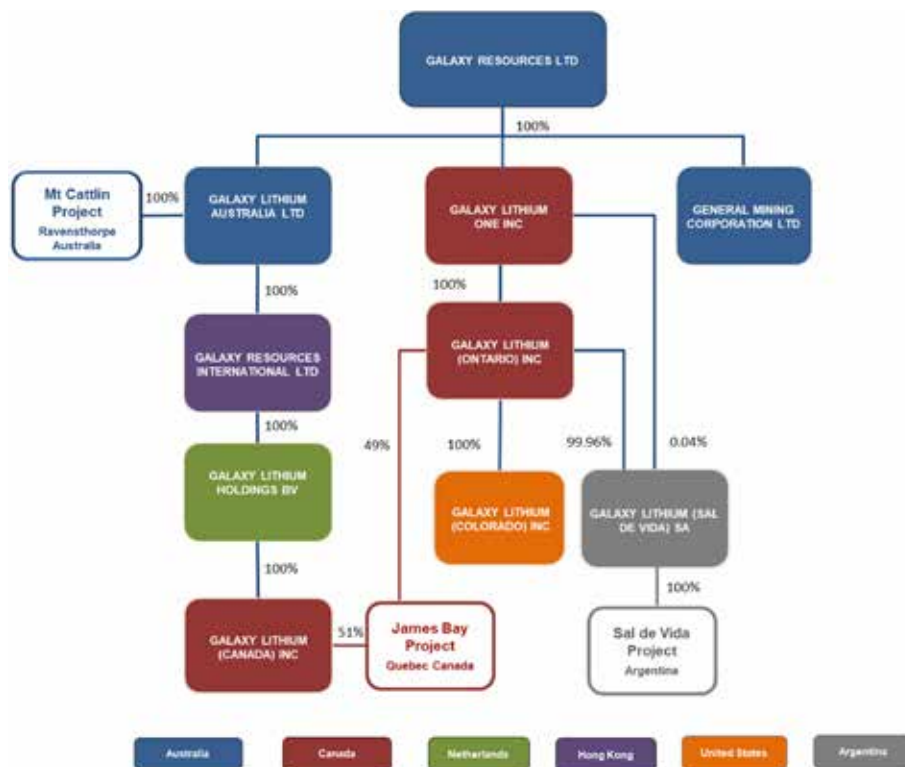 GALAXY RESOURCES LTD
100%
Mt Cattlin
Project
Ravensthorpe
Australia
100%
GALAXY LITHIUM
AUSTRALIA LTD
GALAXY LITHIUM
ONE INC
GENERAL MINING
CORPORATION LTD
100%
100%
GALAXY RESOURCES
INTERNATIONAL LTD
GALAXY LITHIUM
(ONTARIO) INC
100%
49%
100%
99.96%
0.04%
GALAXY LITHIUM
HOLDINGS BV
GALAXY LITHIUM
(COLORADO) INC
GALAXY LITHIUM (SAL
DE VIDA) SA
100%
100%
GALAXY LITHIUM
(CANADA) INC
51%
James Bay
Project
Quebec Canada
Sal de Vida
Project
Argentina
Australia
Canada
Netherlands
Hong Kong
United States
Argentina